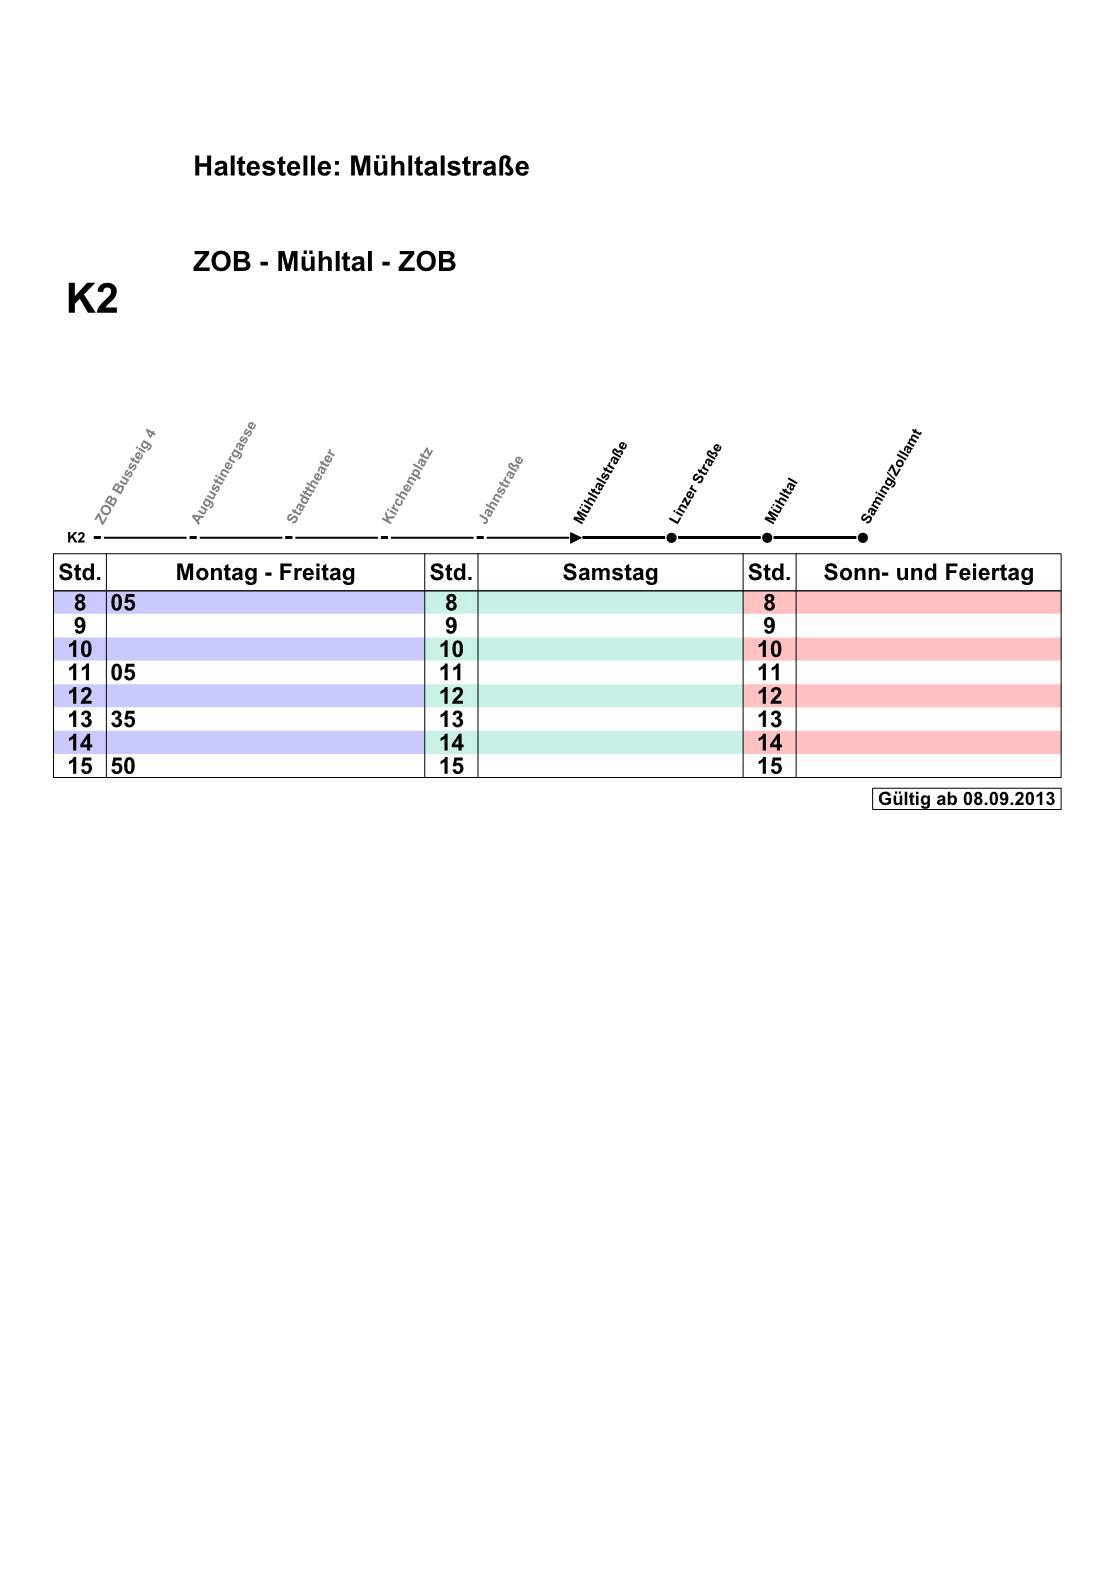 Haltestelle: Mühltalstraße
ZOB - Mühltal - ZOB
K2
ZOB Bussteig 4
Augustinergasse
Stadttheater
Kirchenplatz
Jahnstraße
Mühltalstraße
Linzer Straße
Mühltal
Saming/Zollamt
K2
Std. Montag - Freitag Std. Samstag Std. Sonn- und Feiertag
8 05 8 8
9 9 9
10 10 10
11 05 11 11
12 12 12
13 35 13 13
14 14 14
15 50 15 15
Gültig ab 08.09.2013